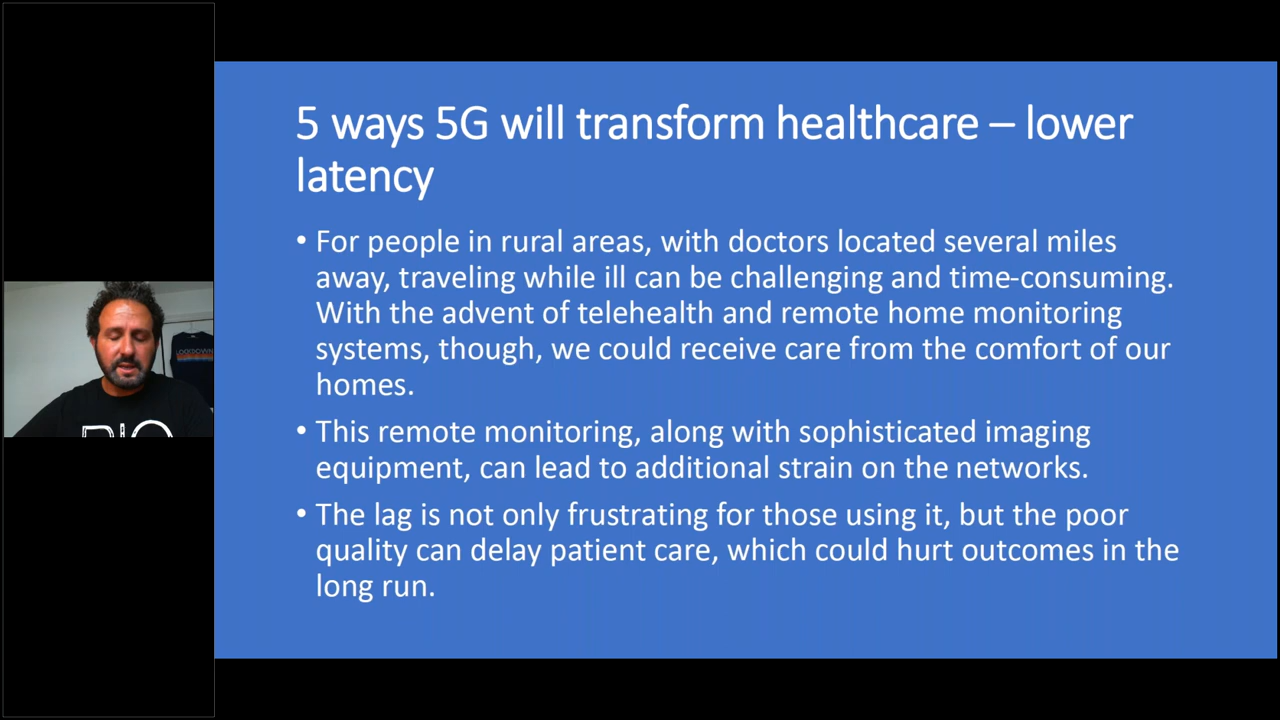 5 ways 5G will transform healthcare – lower
latency
• For people in rural areas, with doctors located several miles
away, traveling while ill can be challenging and time-consuming.
With the advent of telehealth and remote home monitoring
systems, though, we could receive care from the comfort of our
homes.
• This remote monitoring, along with sophisticated imaging
equipment, can lead to additional strain on the networks.
• The lag is not only frustrating for those using it, but the poor
quality can delay patient care, which could hurt outcomes in the
long run.
LOCKDOWN